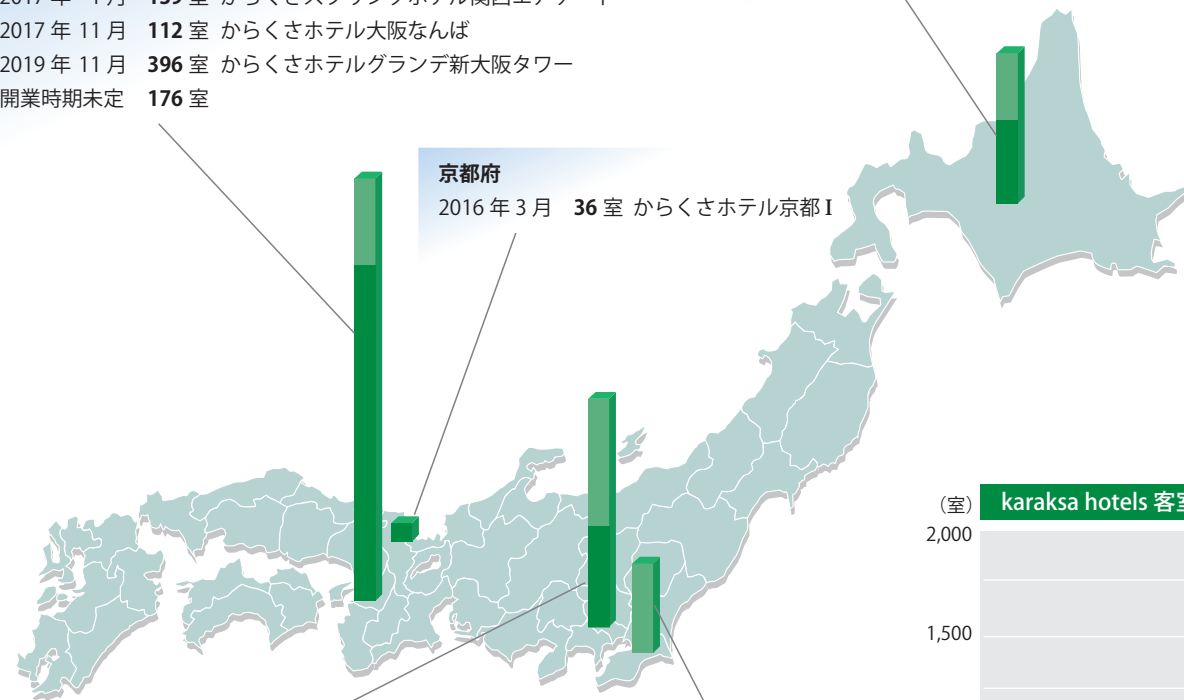 2017 年 11 月 112 室 からくさホテル大阪なんば
2019 年 11 月 396 室 からくさホテルグランデ新大阪タワー
開業時期未定 176 室
京都府
2016 年 3 月 36 室 からくさホテル京都 I
（室） karaksa hotels 客
2,000
1,500